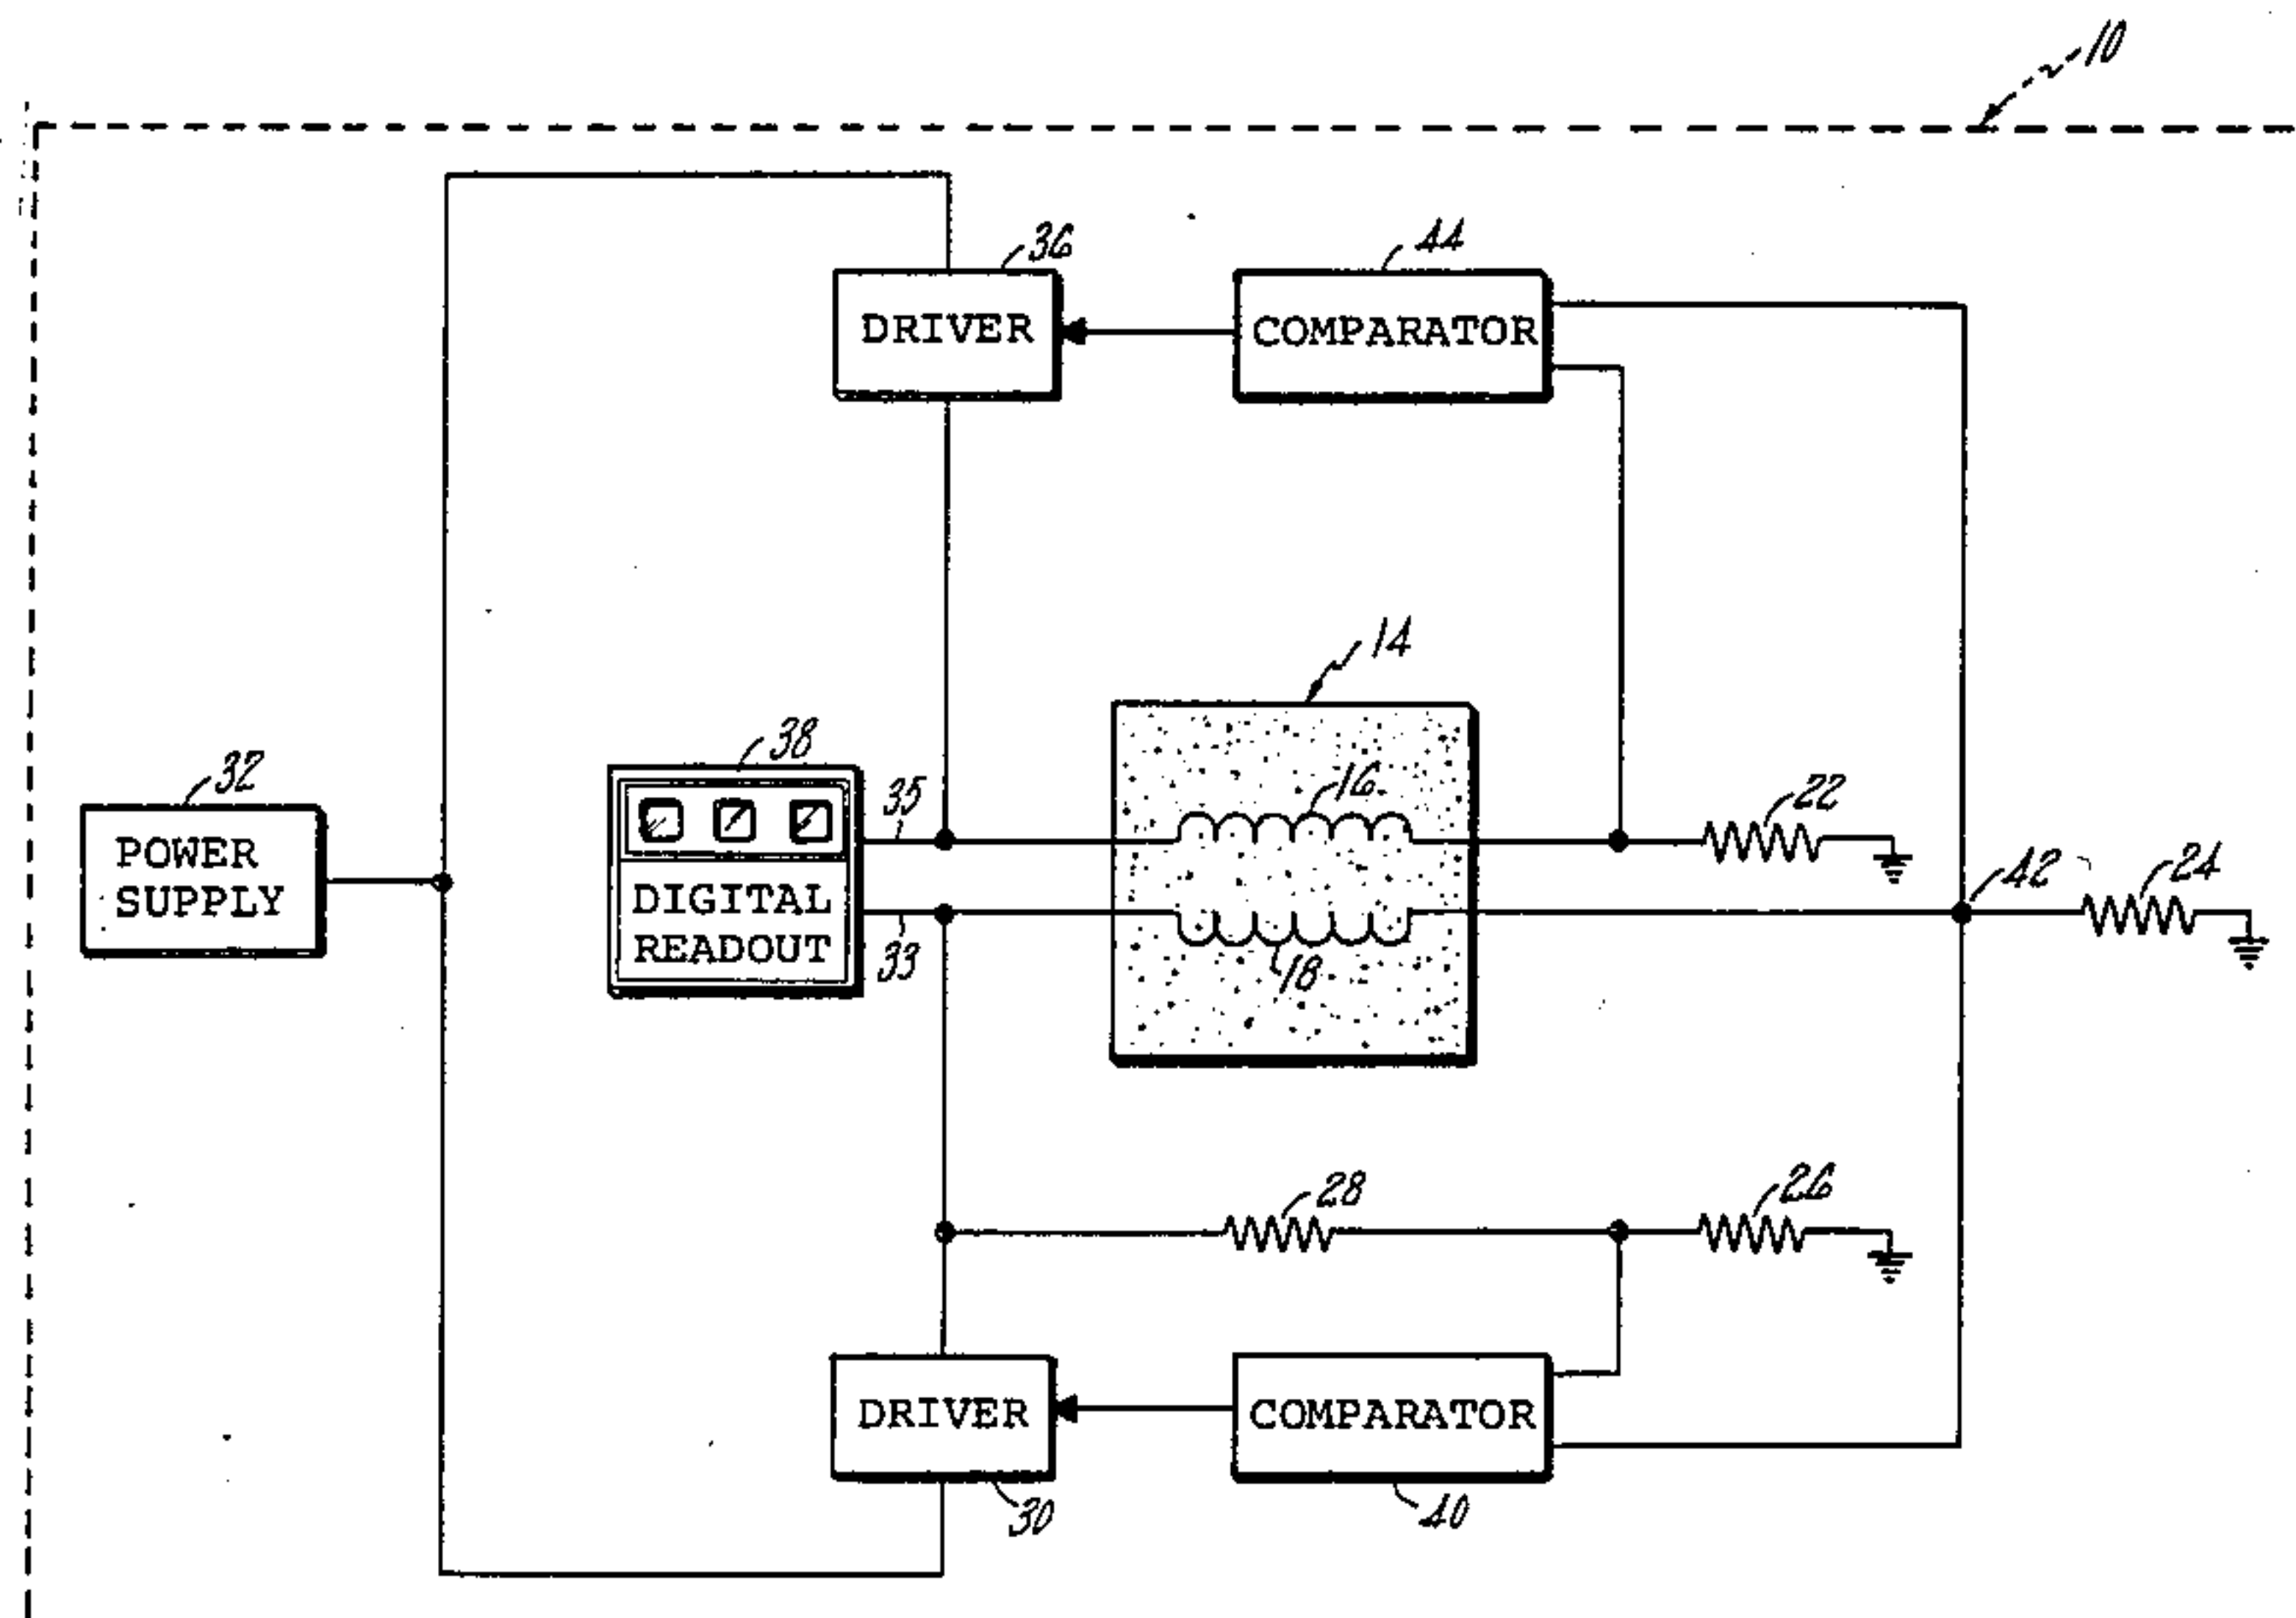 10
36
44
DRIVER
COMPARATOR
14
38
32
35
16
22
POWER
SUPPLY
DIGITAL
READOUT
33
18
42
24
28
26
DRIVER
COMPARATOR
30
40